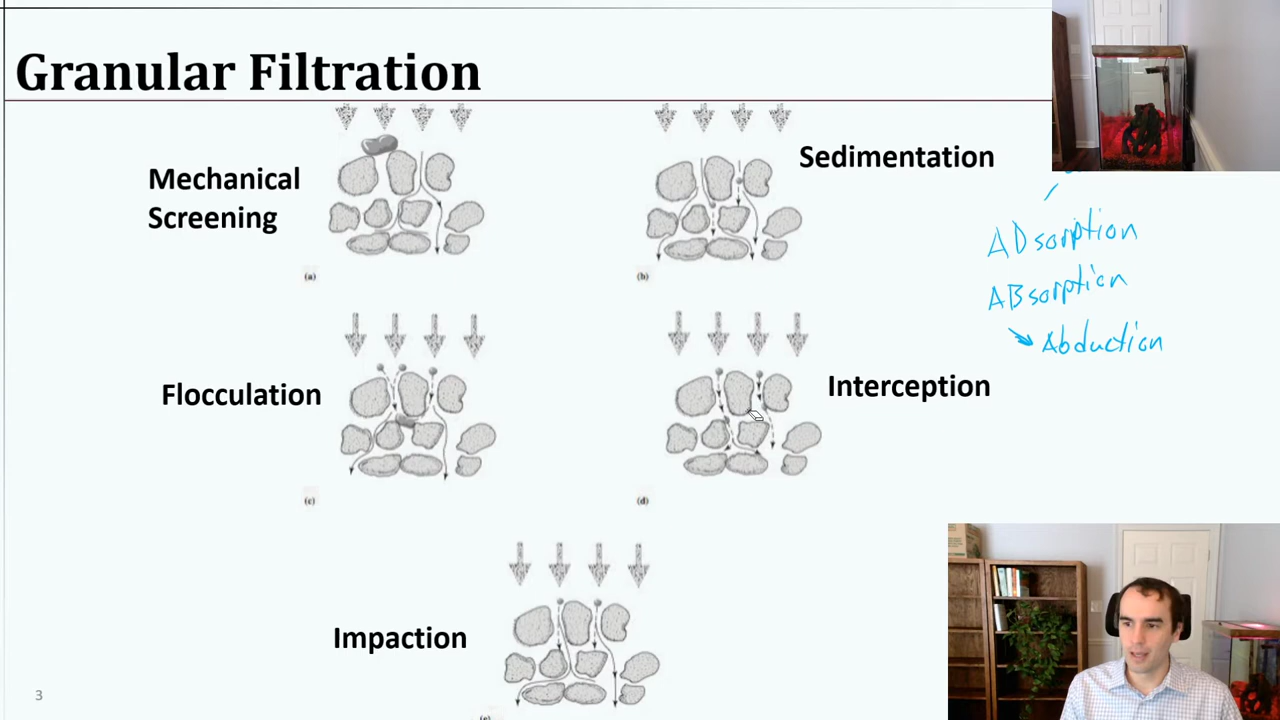 Granular Filtration
Mechanical
Screening
(a)
Sedimentation
(b)
ADsorption
ABsorption
Abduction
Flocculation
(c)
Interception
(d)
Impaction
(e)
3